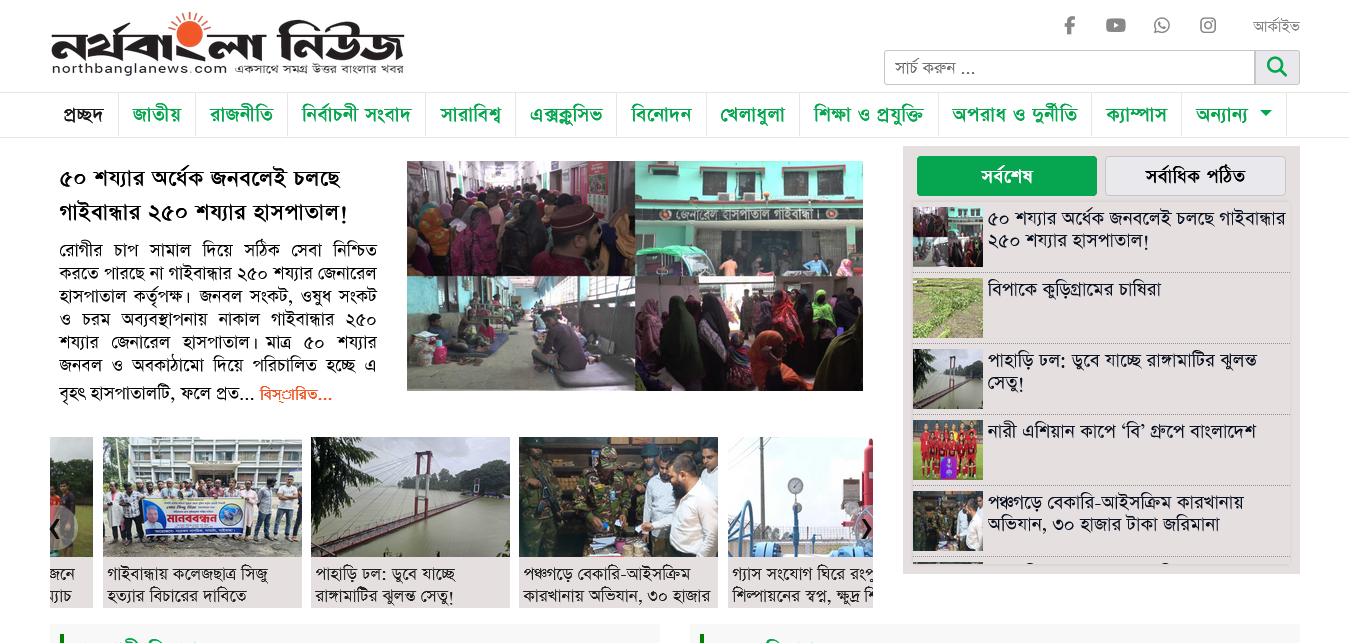 নর্থবাংলা নিউজ
northbanglanews.com একসাথে সমগ্র উত্তর বাংলার খবর
আর্কাইভ
সার্চ করুন ...
প্রচ্ছদ জাতীয় রাজনীতি নির্বাচনী সংবাদ সারাবিশ্ব এক্সক্লুসিভ বিনোদন খেলাধুলা শিক্ষা ও প্রযুক্তি অপরাধ ও দুর্নীতি ক্যাম্পাস অন্যান্য
৫০ শয্যার অর্ধেক জনবলেই চলছে
গাইবান্ধার ২৫০ শয্যার হাসপাতাল!
রোগীর চাপ সামাল দিয়ে সঠিক সেবা নিশ্চিত
করতে পারছে না গাইবান্ধার ২৫০ শয্যার জেনারেল
হাসপাতাল কর্তৃপক্ষ। জনবল সংকট, ওষুধ সংকট
ও চরম অব্যবস্থাপনায় নাকাল গাইবান্ধার ২৫০
শয্যার জেনারেল হাসপাতাল। মাত্র ৫০ শয্যার
জনবল ও অবকাঠামো দিয়ে পরিচালিত হচ্ছে এ
বৃহৎ হাসপাতালটি, ফলে প্রত... বিস্ারিত...
জেনারেল হাসপাতাল গাইবান্ধা।
সর্বশেষ সর্বাধিক পঠিত
৫০ শয্যার অর্ধেক জনবলেই চলছে গাইবান্ধার
২৫০ শয্যার হাসপাতাল!
বিপাকে কুড়িগ্রামের চাষিরা
পাহাড়ি ঢল: ডুবে যাচ্ছে রাঙ্গামাটির ঝুলন্ত
সেতু!
নারী এশিয়ান কাপে ‘বি’ গ্রুপে বাংলাদেশ
পঞ্চগড়ে বেকারি-আইসক্রিম কারখানায়
অভিযান, ৩০ হাজার টাকা জরিমানা
মানববন্ধন
জনে
ম্যাচ
গাইবান্ধায় কলেজছাত্র সিজু
হত্যার বিচারের দাবিতে
পাহাড়ি ঢল: ডুবে যাচ্ছে
রাঙ্গামাটির ঝুলন্ত সেতু!
পঞ্চগড়ে বেকারি-আইসক্রিম
কারখানায় অভিযান, ৩০ হাজার
গ্যাস সংযোগ ঘিরে রংপু
শিল্পায়নের স্বপ্ন, ক্ষুদ্র শি